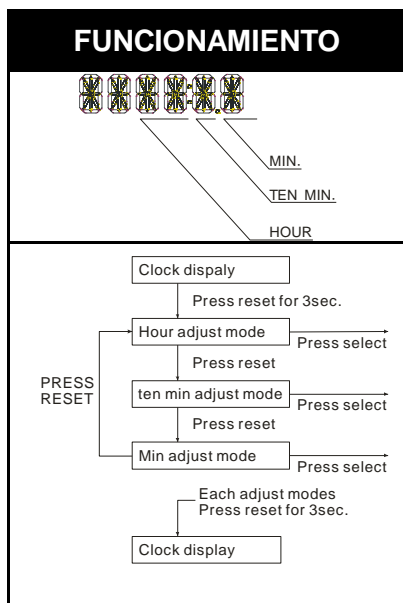 FUNCIONAMIENTO
MIN.
TEN MIN.
HOUR
Clock dispaly
Press reset for 3sec.
Hour adjust mode
Press select
Press reset
PRESS
RESET
ten min adjust mode
Press select
Press reset
Min adjust mode
Press select
Each adjust modes
Press reset for 3sec.
Clock display